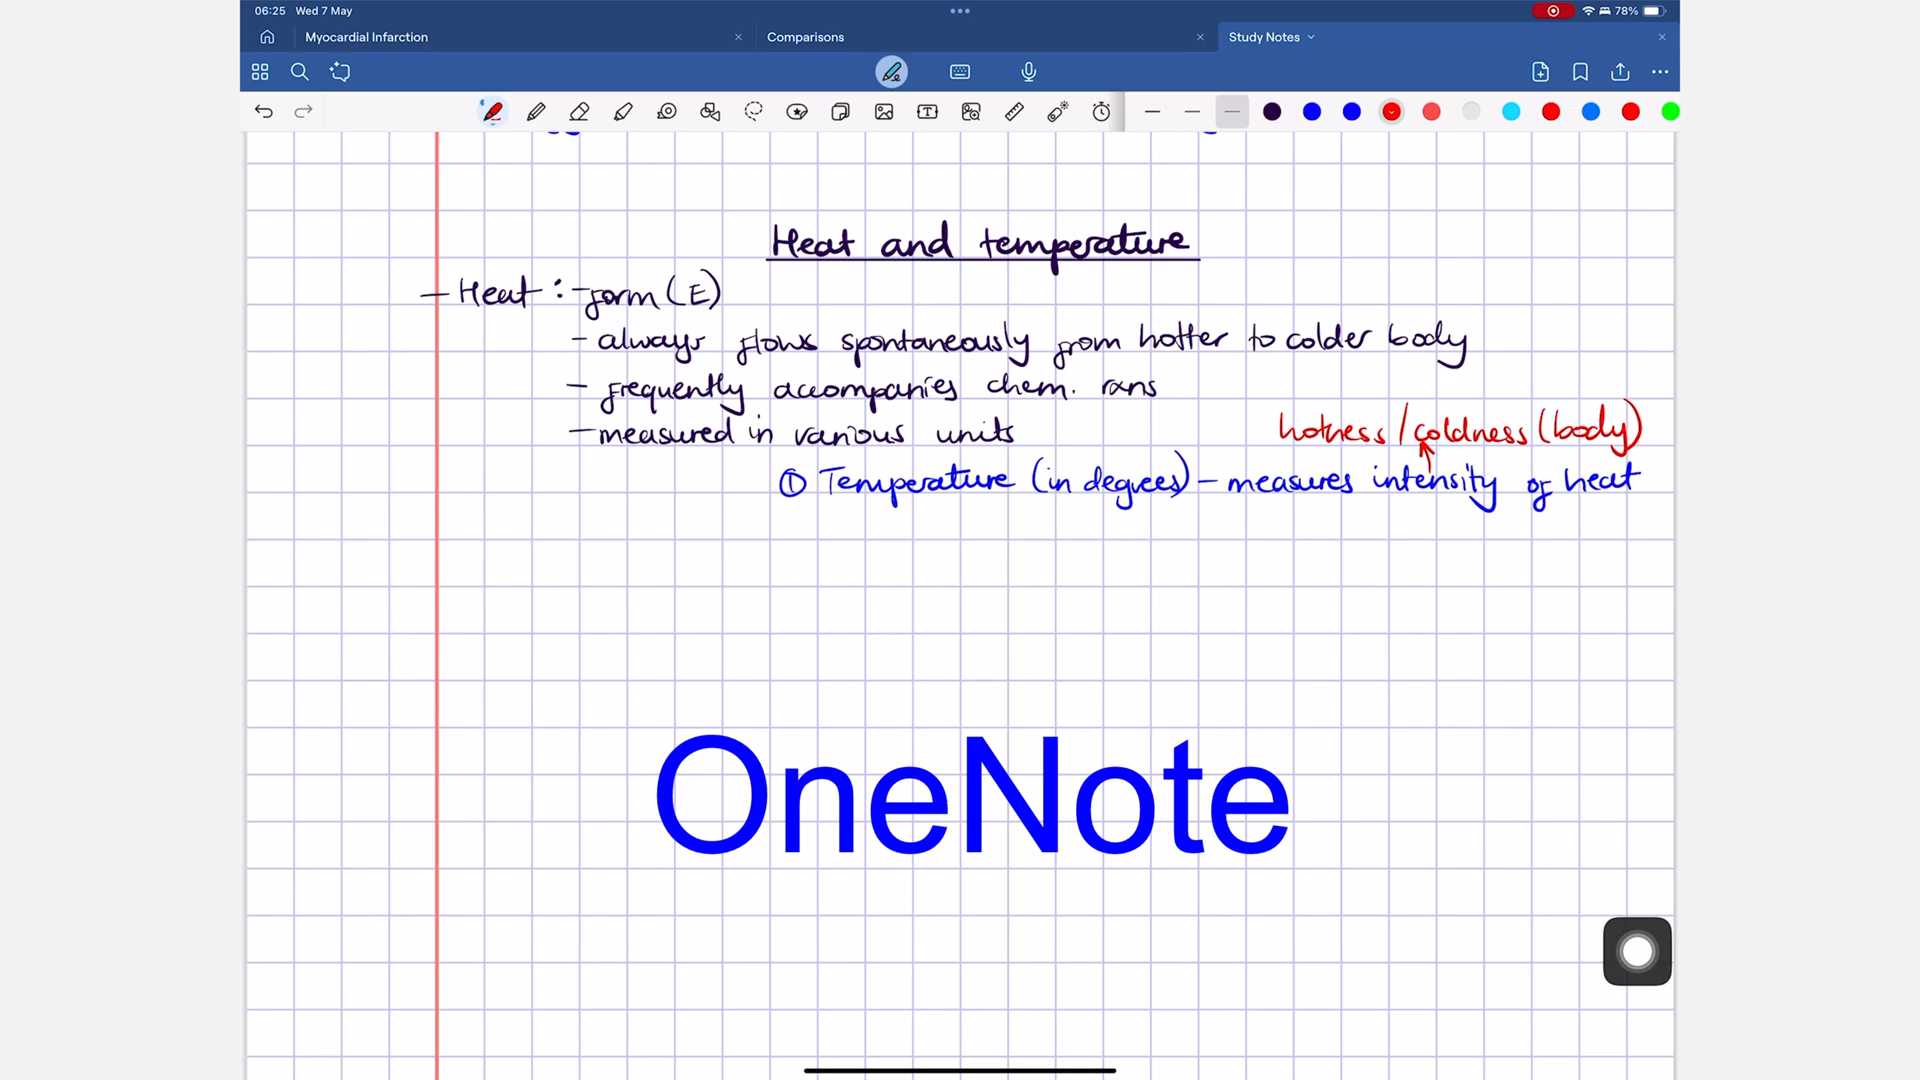 06:25 Wed 7 May
78%
Myocardial Infarction
Comparisons
Study Notes
Heat and temperature
- Heat : - form (E)
- always flows spontaneously from hotter to colder body
- frequently accompanies chem. rxns
- measured in various units
hotness / coldness (body)
① Temperature (in degrees) - measures intensity of heat
OneNote